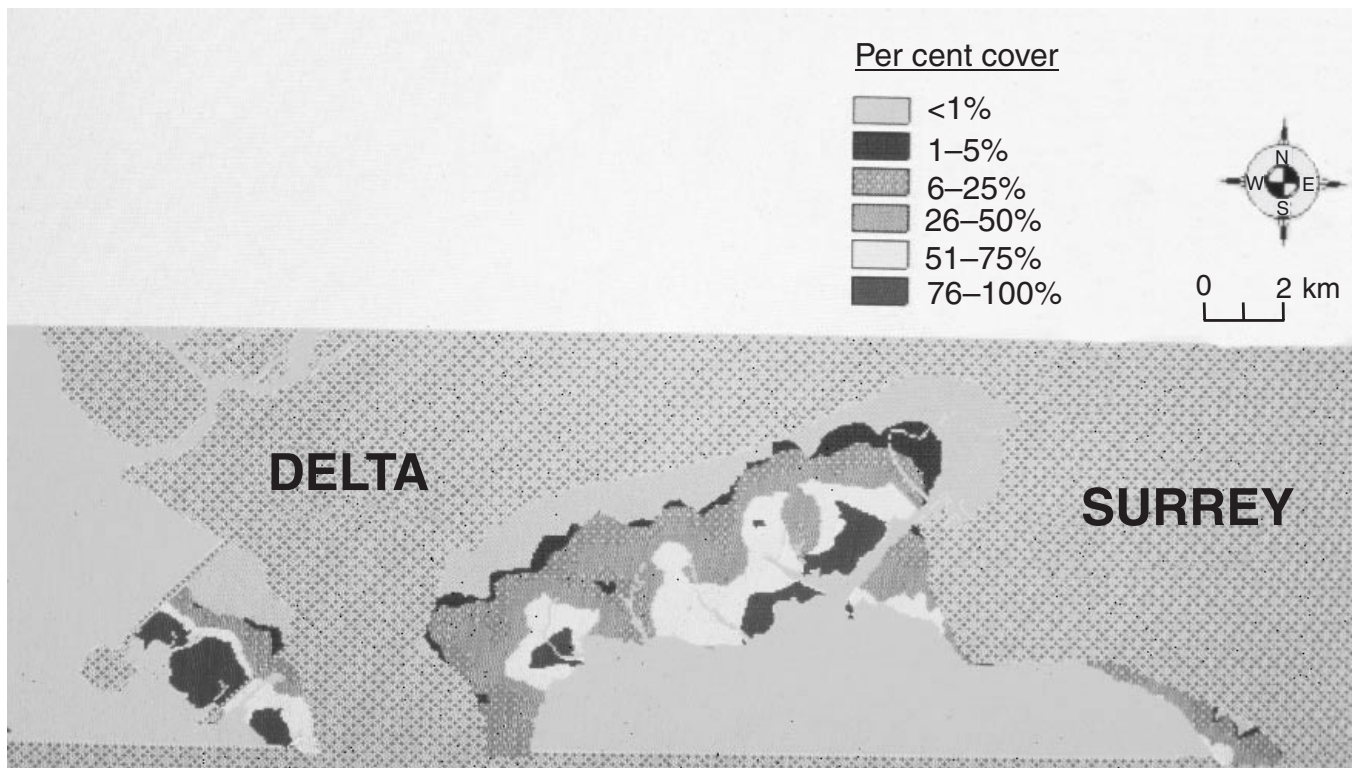 Per cent cover
<1%
1–5%
6–25%
26–50%
51–75%
76–100%
N
W E
S
0 2 km
DELTA
SURREY